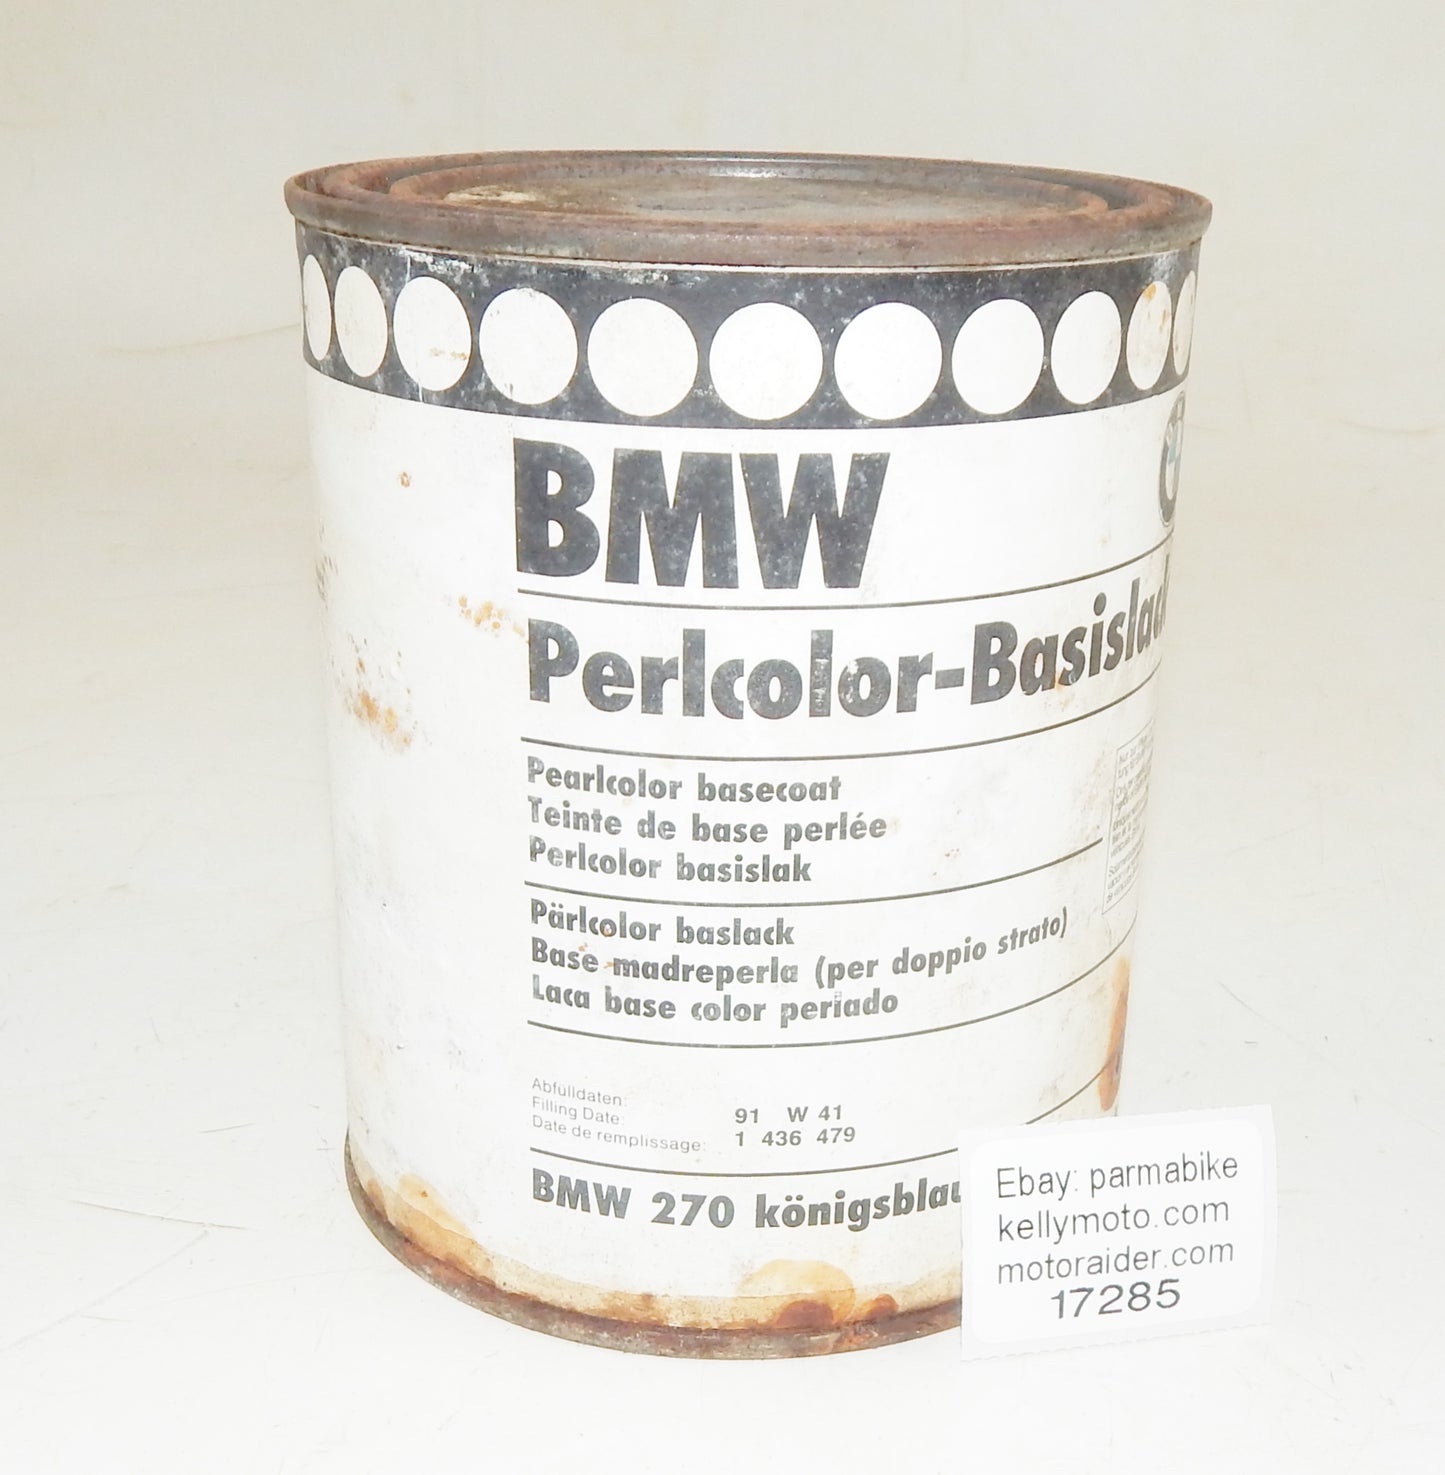 BMW
Perlcolor-Basislack
Pearlcolor basecoat
Teinte de base perlée
Perlcolor basislak
Pärlcolor baslack
Base madreperla (per doppio strato)
Laca base color perlado
Abfülldaten:
Filling Date: 91 W 41
Date de remplissage: 1 436 479
BMW 270 königsblau
Ebay: parmabike
kellymoto.com
motoraider.com
17285